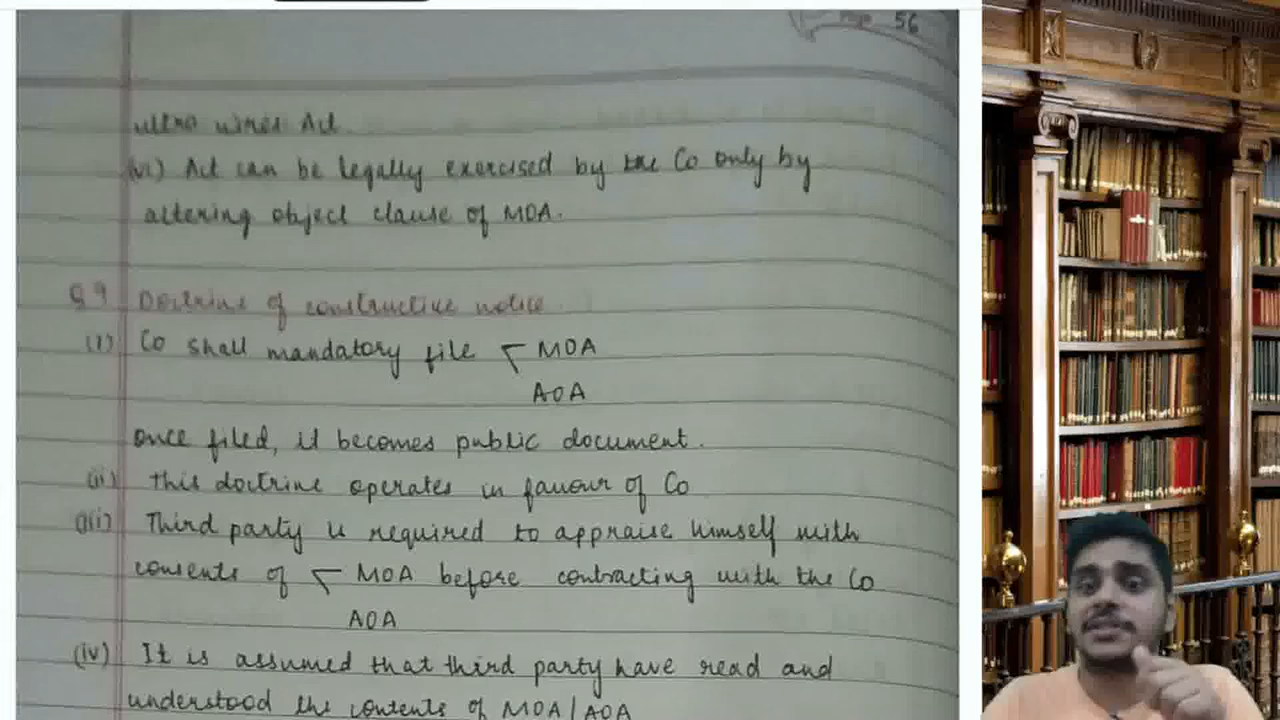 Page 56
ultra wires Act.
(vi) Act can be legally exercised by the Co only by
altering object clause of MOA.
Q9 Doctrine of constructive notice.
(i) Co shall mandatory file MOA
AOA
once filed, it becomes public document.
(ii) This doctrine operates in favour of Co
(iii) Third party is required to appraise himself with
contents of MOA before contracting with the Co
AOA
(iv) It is assumed that third party have read and
understood the contents of MOA/AOA